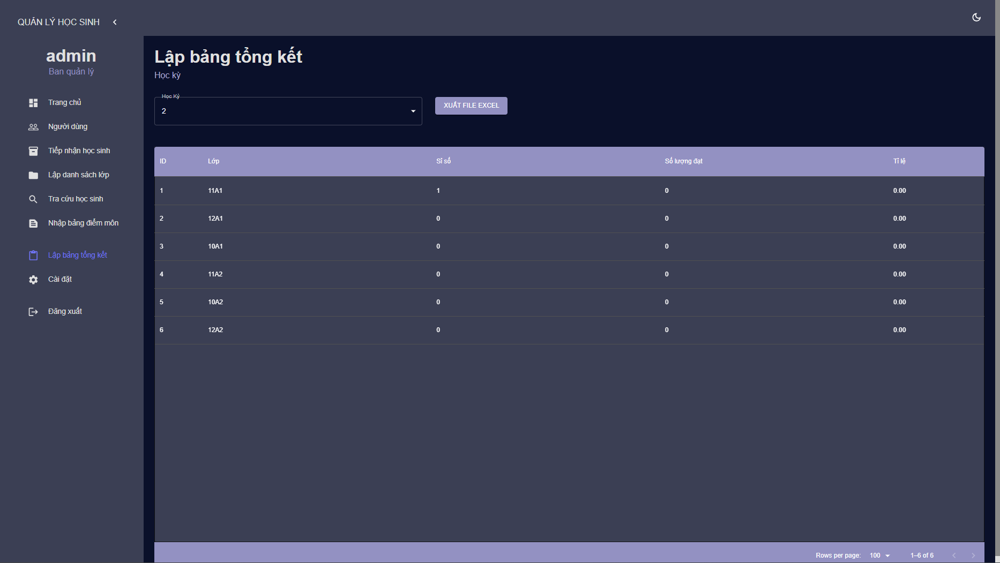 QUẢN LÝ HỌC SINH
admin
Ban quản lý
Trang chủ
Người dùng
Tiếp nhận học sinh
Lập danh sách lớp
Tra cứu học sinh
Nhập bảng điểm môn
Lập bảng tổng kết
Cài đặt
Đăng xuất
Lập bảng tổng kết
Học kỳ
Học Kỳ
2
XUẤT FILE EXCEL
ID Lớp Sĩ số Số lượng đạt Tỉ lệ
1 11A1 1 0 0.00
2 12A1 0 0 0.00
3 10A1 0 0 0.00
4 11A2 0 0 0.00
5 10A2 0 0 0.00
6 12A2 0 0 0.00
Rows per page: 100 1–6 of 6